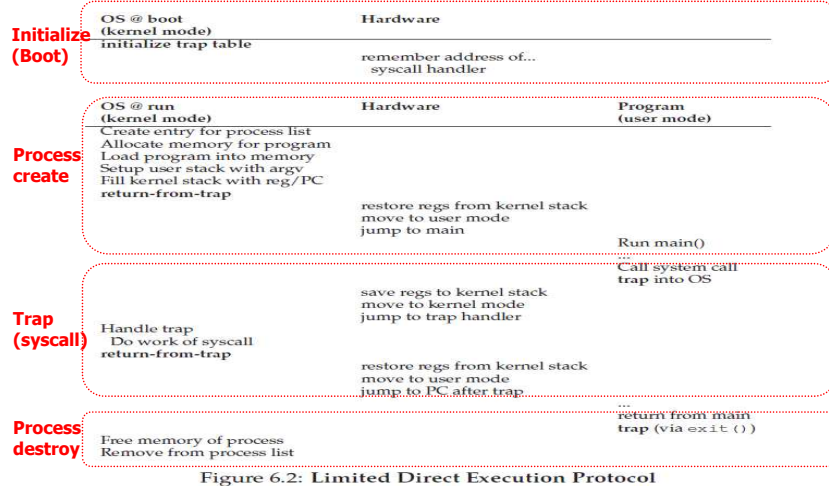 OS @ boot Hardware
(kernel mode)
Initialize
(Boot)
initialize trap table
remember address of...
syscall handler
OS @ run Hardware Program
(kernel mode) (user mode)
Process
create
Create entry for process list
Allocate memory for program
Load program into memory
Setup user stack with argv
Fill kernel stack with reg/PC
return-from-trap
restore regs from kernel stack
move to user mode
jump to main
Run main()
...
Call system call
trap into OS
Trap
(syscall)
save regs to kernel stack
move to kernel mode
jump to trap handler
Handle trap
Do work of syscall
return-from-trap
restore regs from kernel stack
move to user mode
jump to PC after trap
...
return from main
trap (via exit())
Process
destroy
Free memory of process
Remove from process list
Figure 6.2: Limited Direct Execution Protocol